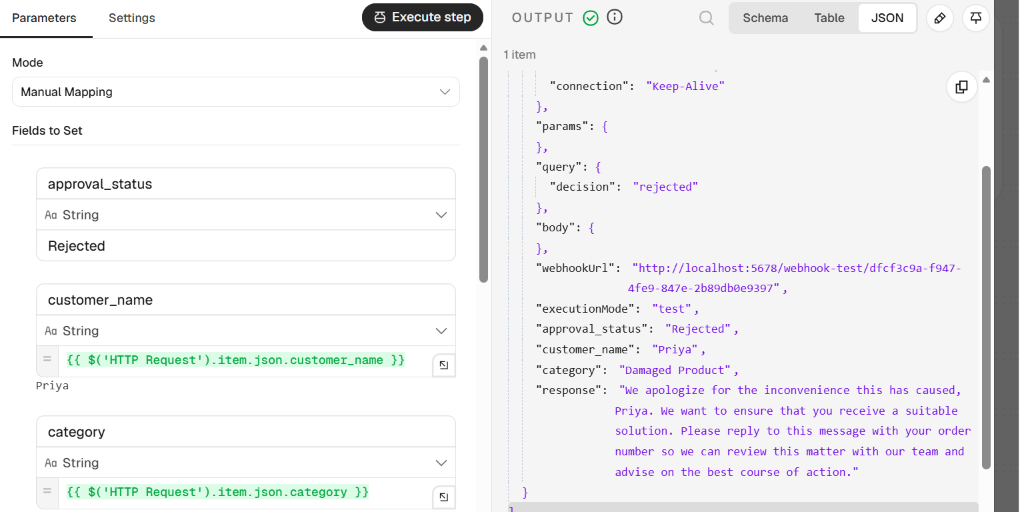 Parameters
Settings
Execute step
Mode
Manual Mapping
Fields to Set
approval_status
Aa String
Rejected
customer_name
Aa String
= {{ $('HTTP Request').item.json.customer_name }}
Priya
category
Aa String
= {{ $('HTTP Request').item.json.category }}
OUTPUT
Schema
Table
JSON
1 item
"connection": "Keep-Alive"
},
"params": {
},
"query": {
"decision": "rejected"
},
"body": {
},
"webhookUrl": "http://localhost:5678/webhook-test/dfcf3c9a-f947-
4fe9-847e-2b89db0e9397",
"executionMode": "test",
"approval_status": "Rejected",
"customer_name": "Priya",
"category": "Damaged Product",
"response": "We apologize for the inconvenience this has caused,
Priya. We want to ensure that you receive a suitable
solution. Please reply to this message with your order
number so we can review this matter with our team and
advise on the best course of action."
}
]